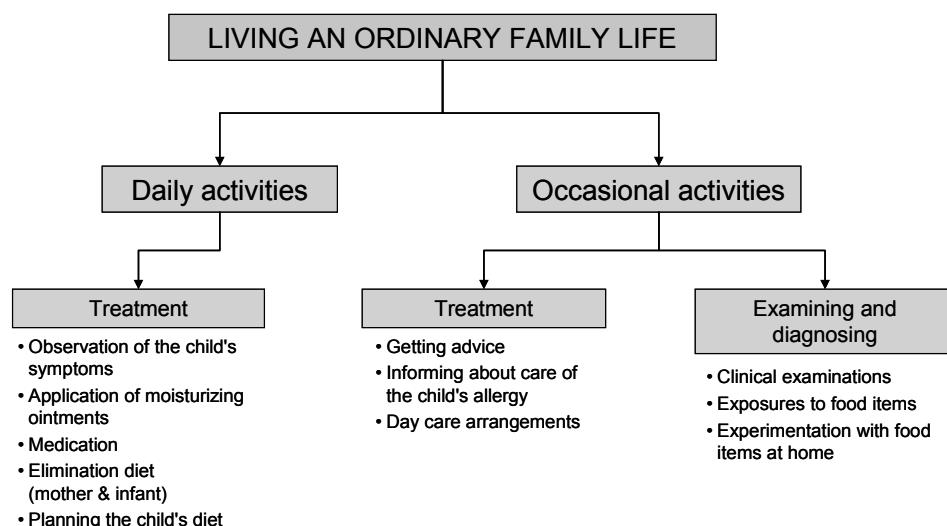 LIVING AN ORDINARY FAMILY LIFE
Daily activities
Occasional activities
Treatment
• Observation of the child's
symptoms
• Application of moisturizing
ointments
• Medication
• Elimination diet
(mother & infant)
• Planning the child's diet
Treatment
• Getting advice
• Informing about care of
the child's allergy
• Day care arrangements
Examining and
diagnosing
• Clinical examinations
• Exposures to food items
• Experimentation with food
items at home